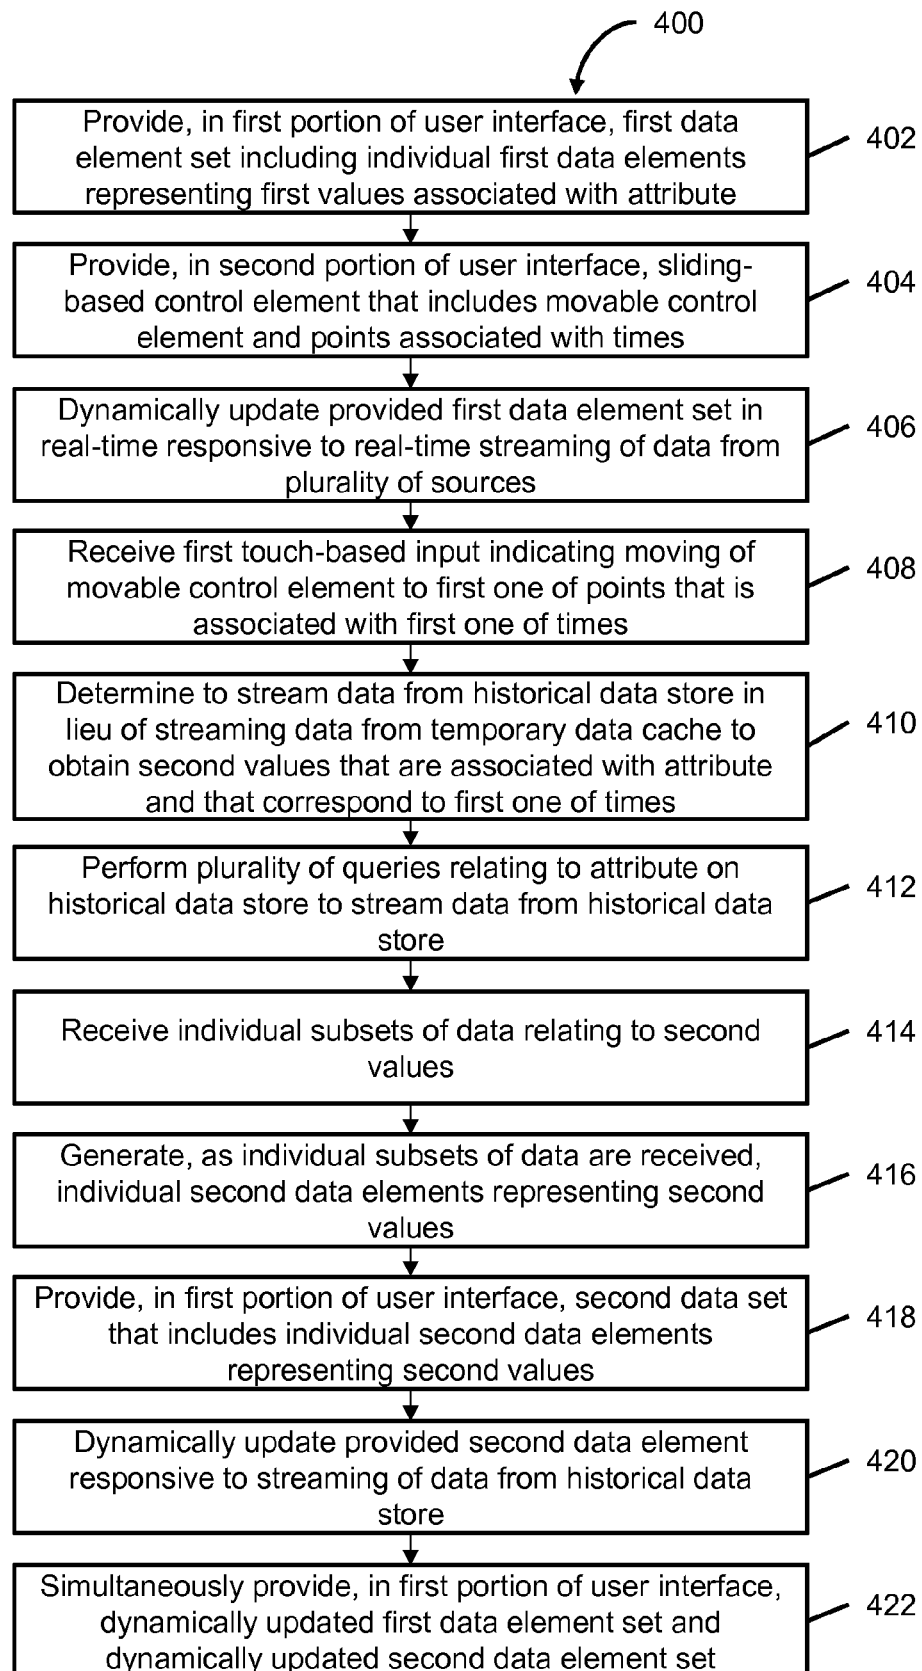 400
Provide, in first portion of user interface, first data
element set including individual first data elements
representing first values associated with attribute
402
Provide, in second portion of user interface, sliding-
based control element that includes movable control
element and points associated with times
404
Dynamically update provided first data element set in
real-time responsive to real-time streaming of data from
plurality of sources
406
Receive first touch-based input indicating moving of
movable control element to first one of points that is
associated with first one of times
408
Determine to stream data from historical data store in
lieu of streaming data from temporary data cache to
obtain second values that are associated with attribute
and that correspond to first one of times
410
Perform plurality of queries relating to attribute on
historical data store to stream data from historical data
store
412
Receive individual subsets of data relating to second
values
414
Generate, as individual subsets of data are received,
individual second data elements representing second
values
416
Provide, in first portion of user interface, second data set
that includes individual second data elements
representing second values
418
Dynamically update provided second data element
responsive to streaming of data from historical data
store
420
Simultaneously provide, in first portion of user interface,
dynamically updated first data element set and
dynamically updated second data element set
422